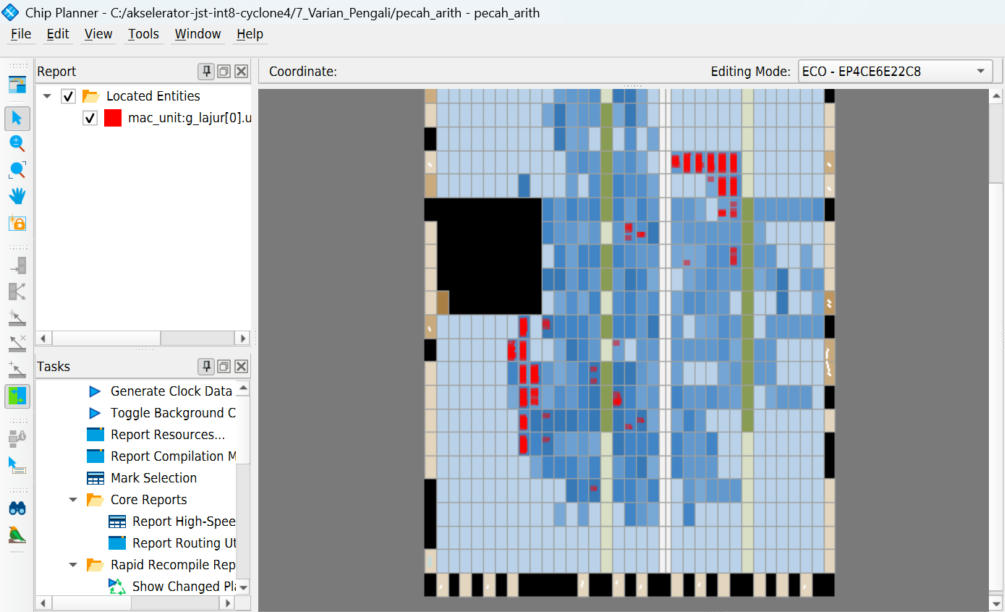 Chip Planner - C:/akselerator-jst-int8-cyclone4/7_Varian_Pengali/pecah_arith - pecah_arith
File Edit View Tools Window Help
Report
Coordinate:
Editing Mode: ECO - EP4CE6E22C8
Located Entities
mac_unit:g_lajur[0].u
Tasks
Generate Clock Data
Toggle Background C
Report Resources...
Report Compilation M
Mark Selection
Core Reports
Report High-Spee
Report Routing Ut
Rapid Recompile Rep
Show Changed Pl